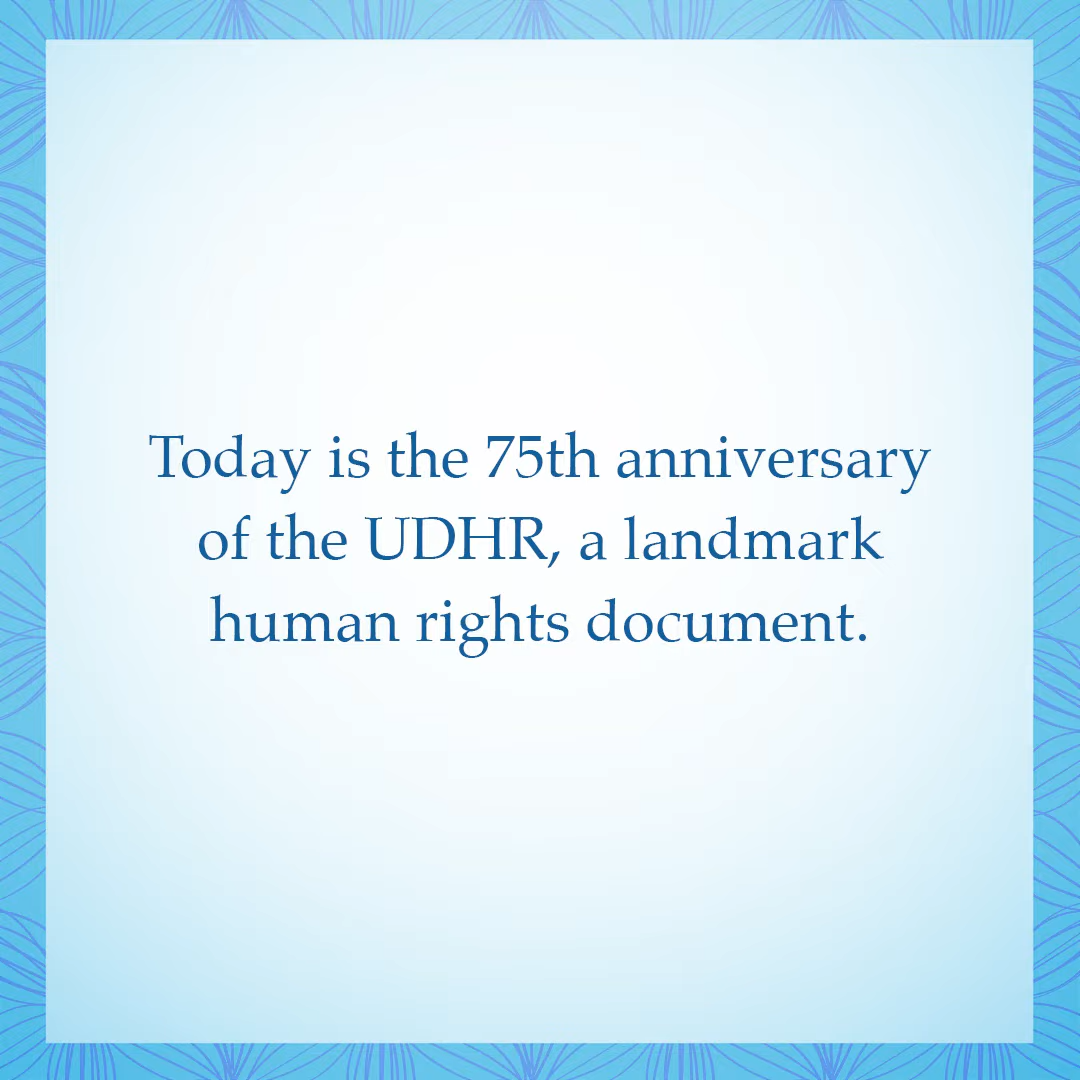 Today is the 75th anniversary
of the UDHR, a landmark
human rights document.